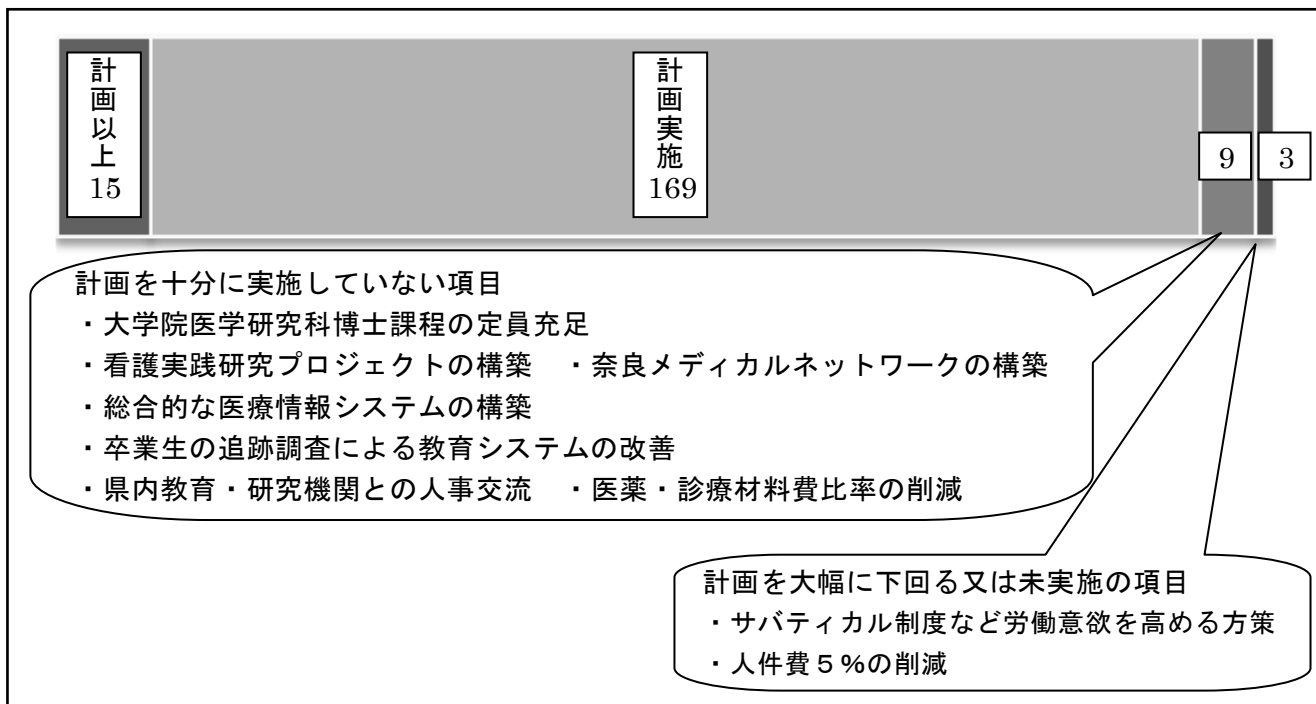 計画以上
15
計画実施
169
9
3
計画を十分に実施していない項目
・大学院医学研究科博士課程の定員充足
・看護実践研究プロジェクトの構築　・奈良メディカルネットワークの構築
・総合的な医療情報システムの構築
・卒業生の追跡調査による教育システムの改善
・県内教育・研究機関との人事交流　・医薬・診療材料費比率の削減
計画を大幅に下回る又は未実施の項目
・サバティカル制度など労働意欲を高める方策
・人件費５%の削減